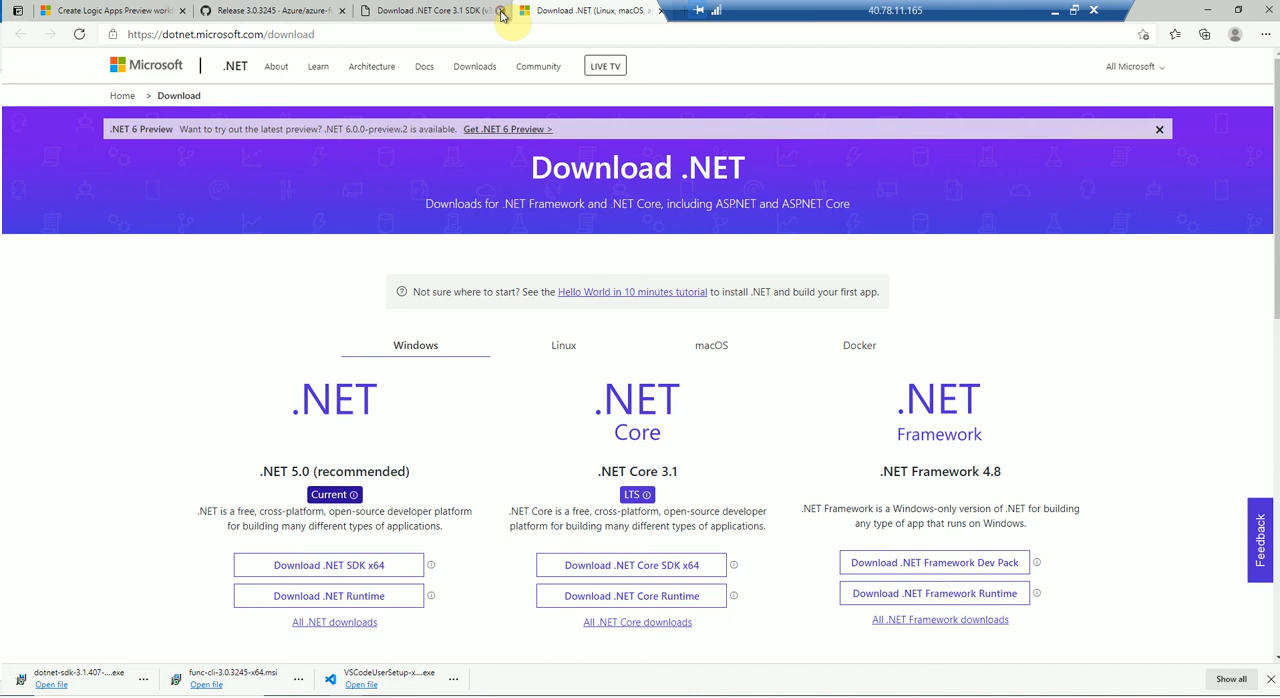 Create Logic Apps Preview work
Release 3.0.3245 - Azure/azure-f
Download .NET Core 3.1 SDK (v
Download .NET (Linux, macOS, a
40.78.11.165
https://dotnet.microsoft.com/download
Microsoft
.NET
About
Learn
Architecture
Docs
Downloads
Community
LIVE TV
All Microsoft
Home > Download
.NET 6 Preview Want to try out the latest preview? .NET 6.0.0-preview.2 is available. Get .NET 6 Preview >
Download .NET
Downloads for .NET Framework and .NET Core, including ASP.NET and ASP.NET Core
Not sure where to start? See the Hello World in 10 minutes tutorial to install .NET and build your first app.
Windows
Linux
macOS
Docker
.NET
.NET 5.0 (recommended)
Current
.NET is a free, cross-platform, open-source developer platform
for building many different types of applications.
Download .NET SDK x64
Download .NET Runtime
All .NET downloads
.NET
Core
.NET Core 3.1
LTS
.NET Core is a free, cross-platform, open-source developer
platform for building many different types of applications.
Download .NET Core SDK x64
Download .NET Core Runtime
All .NET Core downloads
.NET
Framework
.NET Framework 4.8
.NET Framework is a Windows-only version of .NET for building
any type of app that runs on Windows.
Download .NET Framework Dev Pack
Download .NET Framework Runtime
All .NET Framework downloads
Feedback
dotnet-sdk-3.1.407-....exe
Open file
func-cli-3.0.3245-x64.msi
Open file
VSCodeUserSetup-x....exe
Open file
Show all